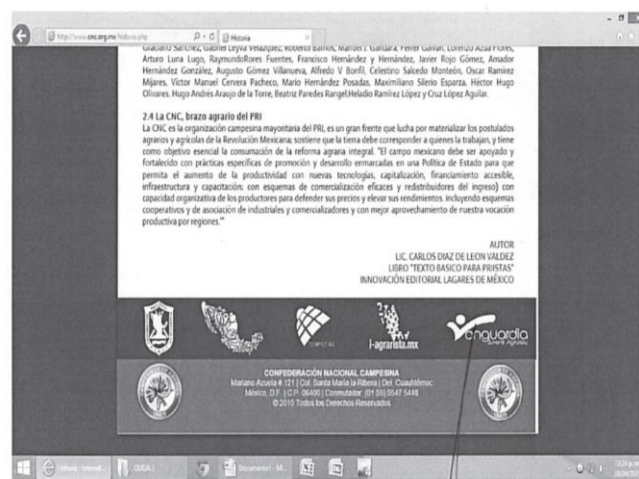 http://www.cnc.org.mx/historia.php
Historia
Graciano Sánchez, Gabriel Leyva Velázquez, Roberto Barrios, Manuel J. Gándara, Ferrer Galván, Lorenzo Azúa Flores,
Arturo Luna Lugo, RaymundoRores Fuentes, Francisco Hernández y Hernández, Javier Rojo Gómez, Amador
Hernández González, Augusto Gómez Villanueva, Alfredo V Bonfil, Celestino Salcedo Monteón, Oscar Ramírez
Mijares, Víctor Manuel Cervera Pacheco, Mario Hernández Posadas, Maximiliano Silerio Esparza, Héctor Hugo
Olivares, Hugo Andrés Araujo de la Torre, Beatriz Paredes Rangel,Heladio Ramírez López y Cruz López Aguilar.
2.4 La CNC, brazo agrario del PRI
La CNC es la organización campesina mayoritaria del PRI, es un gran frente que lucha por materializar los postulados
agrarios y agrícolas de la Revolución Mexicana; sostiene que la tierra debe corresponder a quienes la trabajan, y tiene
como objetivo esencial la consumación de la reforma agraria integral. "El campo mexicano debe ser apoyado y
fortalecido con prácticas específicas de promoción y desarrollo enmarcadas en una Política de Estado para que
permita el aumento de la productividad con nuevas tecnologías, capitalización, financiamiento accesible,
infraestructura y capacitación; con esquemas de comercialización eficaces y redistribuidores del ingreso) con
capacidad organizativa de los productores para defender sus precios y elevar sus rendimientos. incluyendo esquemas
cooperativos y de asociación de industriales y comercializadores y con mejor aprovechamiento de nuestra vocación
productiva por regiones."
AUTOR
LIC. CARLOS DIAZ DE LEON VALDEZ
LIBRO "TEXTO BASICO PARA PRIISTAS"
INNOVACIÓN EDITORIAL LAGARES DE MÉXICO
i-agrarista.mx
Venguardia
CONFEDERACIÓN NACIONAL CAMPESINA
Mariano Azuela # 121 | Col. Santa María la Ribera | Del. Cuauhtémoc
México, D.F. | C.P. 06400 | Conmutador: (01 55) 5547 5448
© 2015 Todos los Derechos Reservados
Historia - Internet...
Documento1 - Mi...